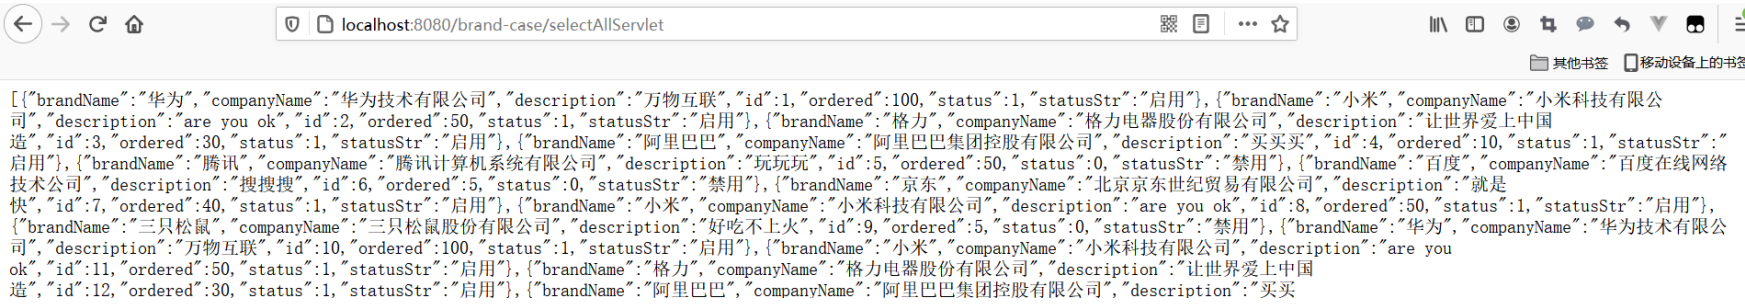 localhost:8080/brand-case/selectAllServlet
其他书签 移动设备上的书签
[{"brandName":"华为","companyName":"华为技术有限公司","description":"万物互联","id":1,"ordered":100,"status":1,"statusStr":"启用"},{"brandName":"小米","companyName":"小米科技有限公
司","description":"are you ok","id":2,"ordered":50,"status":1,"statusStr":"启用"},{"brandName":"格力","companyName":"格力电器股份有限公司","description":"让世界爱上中国
造","id":3,"ordered":30,"status":1,"statusStr":"启用"},{"brandName":"阿里巴巴","companyName":"阿里巴巴集团控股有限公司","description":"买买买","id":4,"ordered":10,"status":1,"statusStr":"
启用"},{"brandName":"腾讯","companyName":"腾讯计算机系统有限公司","description":"玩玩玩","id":5,"ordered":50,"status":0,"statusStr":"禁用"},{"brandName":"百度","companyName":"百度在线网络
技术公司","description":"搜搜搜","id":6,"ordered":5,"status":0,"statusStr":"禁用"},{"brandName":"京东","companyName":"北京京东世纪贸易有限公司","description":"就是
快","id":7,"ordered":40,"status":1,"statusStr":"启用"},{"brandName":"小米","companyName":"小米科技有限公司","description":"are you ok","id":8,"ordered":50,"status":1,"statusStr":"启用"},
{"brandName":"三只松鼠","companyName":"三只松鼠股份有限公司","description":"好吃不上火","id":9,"ordered":5,"status":0,"statusStr":"禁用"},{"brandName":"华为","companyName":"华为技术有限公
司","description":"万物互联","id":10,"ordered":100,"status":1,"statusStr":"启用"},{"brandName":"小米","companyName":"小米科技有限公司","description":"are you
ok","id":11,"ordered":50,"status":1,"statusStr":"启用"},{"brandName":"格力","companyName":"格力电器股份有限公司","description":"让世界爱上中国
造","id":12,"ordered":30,"status":1,"statusStr":"启用"},{"brandName":"阿里巴巴","companyName":"阿里巴巴集团控股有限公司","description":"买买